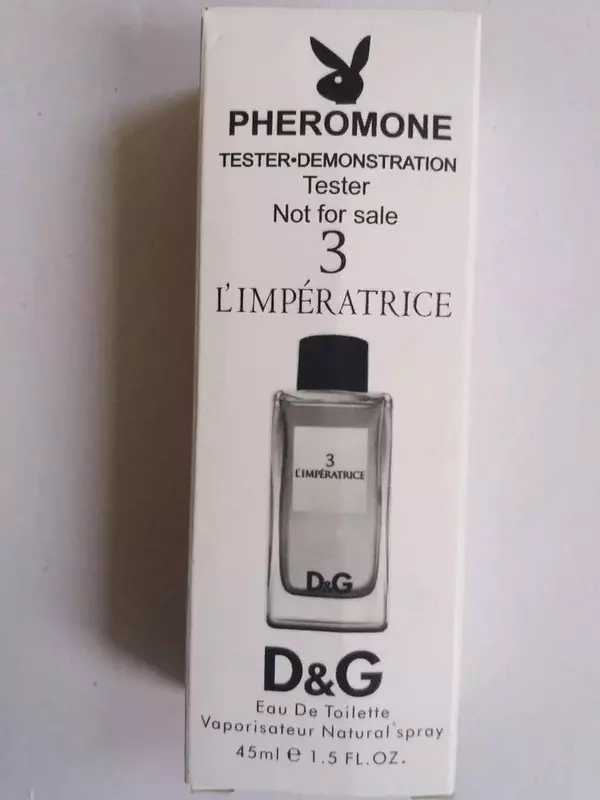 PHEROMONE
TESTER•DEMONSTRATION
Tester
Not for sale
3
L'IMPÉRATRICE
3
L'IMPÉRATRICE
D&G
D&G
Eau De Toilette
Vaporisateur Natural spray
45ml e 1.5 FL.OZ.